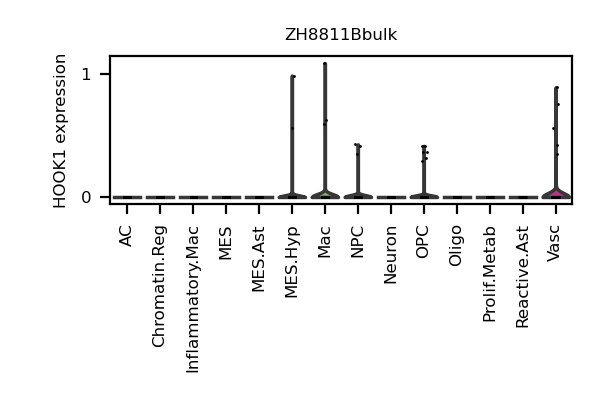 ZH8811Bbulk
HOOK1 expression
1
0
AC
Chromatin.Reg
Inflammatory.Mac
MES
MES.Ast
MES.Hyp
Mac
NPC
Neuron
OPC
Oligo
Prolif.Metab
Reactive.Ast
Vasc